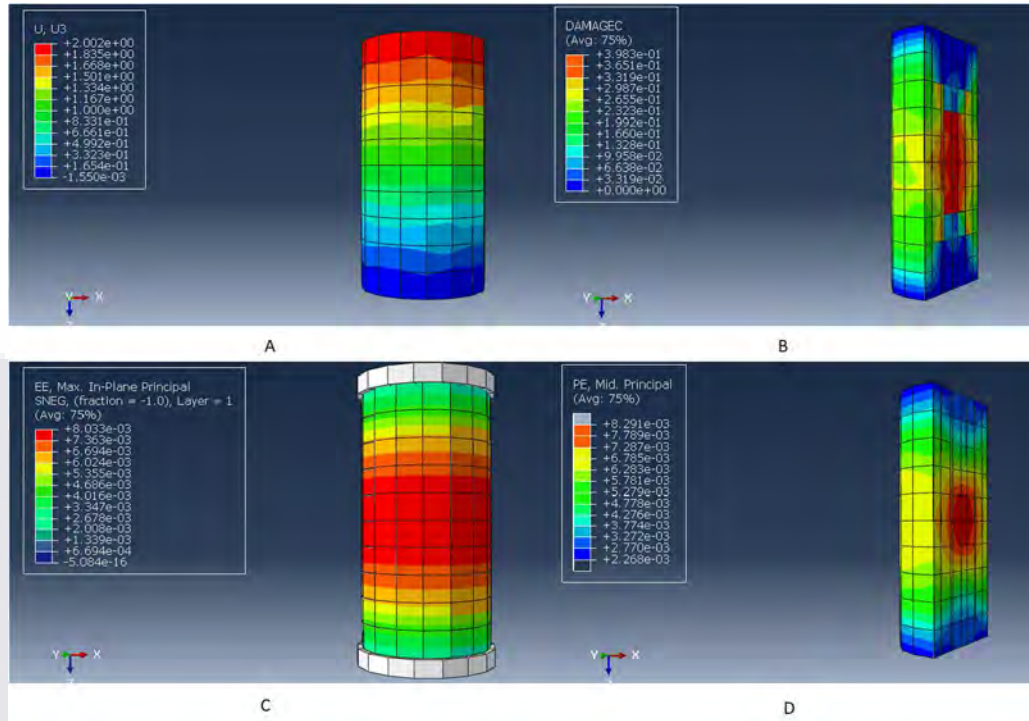 U, U3
+2.002e+00
+1.835e+00
+1.668e+00
+1.501e+00
+1.334e+00
+1.167e+00
+1.000e+00
+8.331e-01
+6.661e-01
+4.992e-01
+3.323e-01
+1.654e-01
-1.550e-03
Y X
DAMAGEC
(Avg: 75%)
+3.983e-01
+3.651e-01
+3.319e-01
+2.987e-01
+2.655e-01
+2.323e-01
+1.992e-01
+1.660e-01
+1.328e-01
+9.958e-02
+6.638e-02
+3.319e-02
+0.000e+00
Y X
A
B
EE, Max. In-Plane Principal
SNEG, (fraction = -1.0), Layer = 1
(Avg: 75%)
+8.033e-03
+7.363e-03
+6.694e-03
+6.024e-03
+5.355e-03
+4.686e-03
+4.016e-03
+3.347e-03
+2.678e-03
+2.008e-03
+1.339e-03
+6.694e-04
-5.084e-16
Y X
PE, Mid. Principal
(Avg: 75%)
+8.291e-03
+7.789e-03
+7.287e-03
+6.785e-03
+6.283e-03
+5.781e-03
+5.279e-03
+4.778e-03
+4.276e-03
+3.774e-03
+3.272e-03
+2.770e-03
+2.268e-03
Y X
C
D